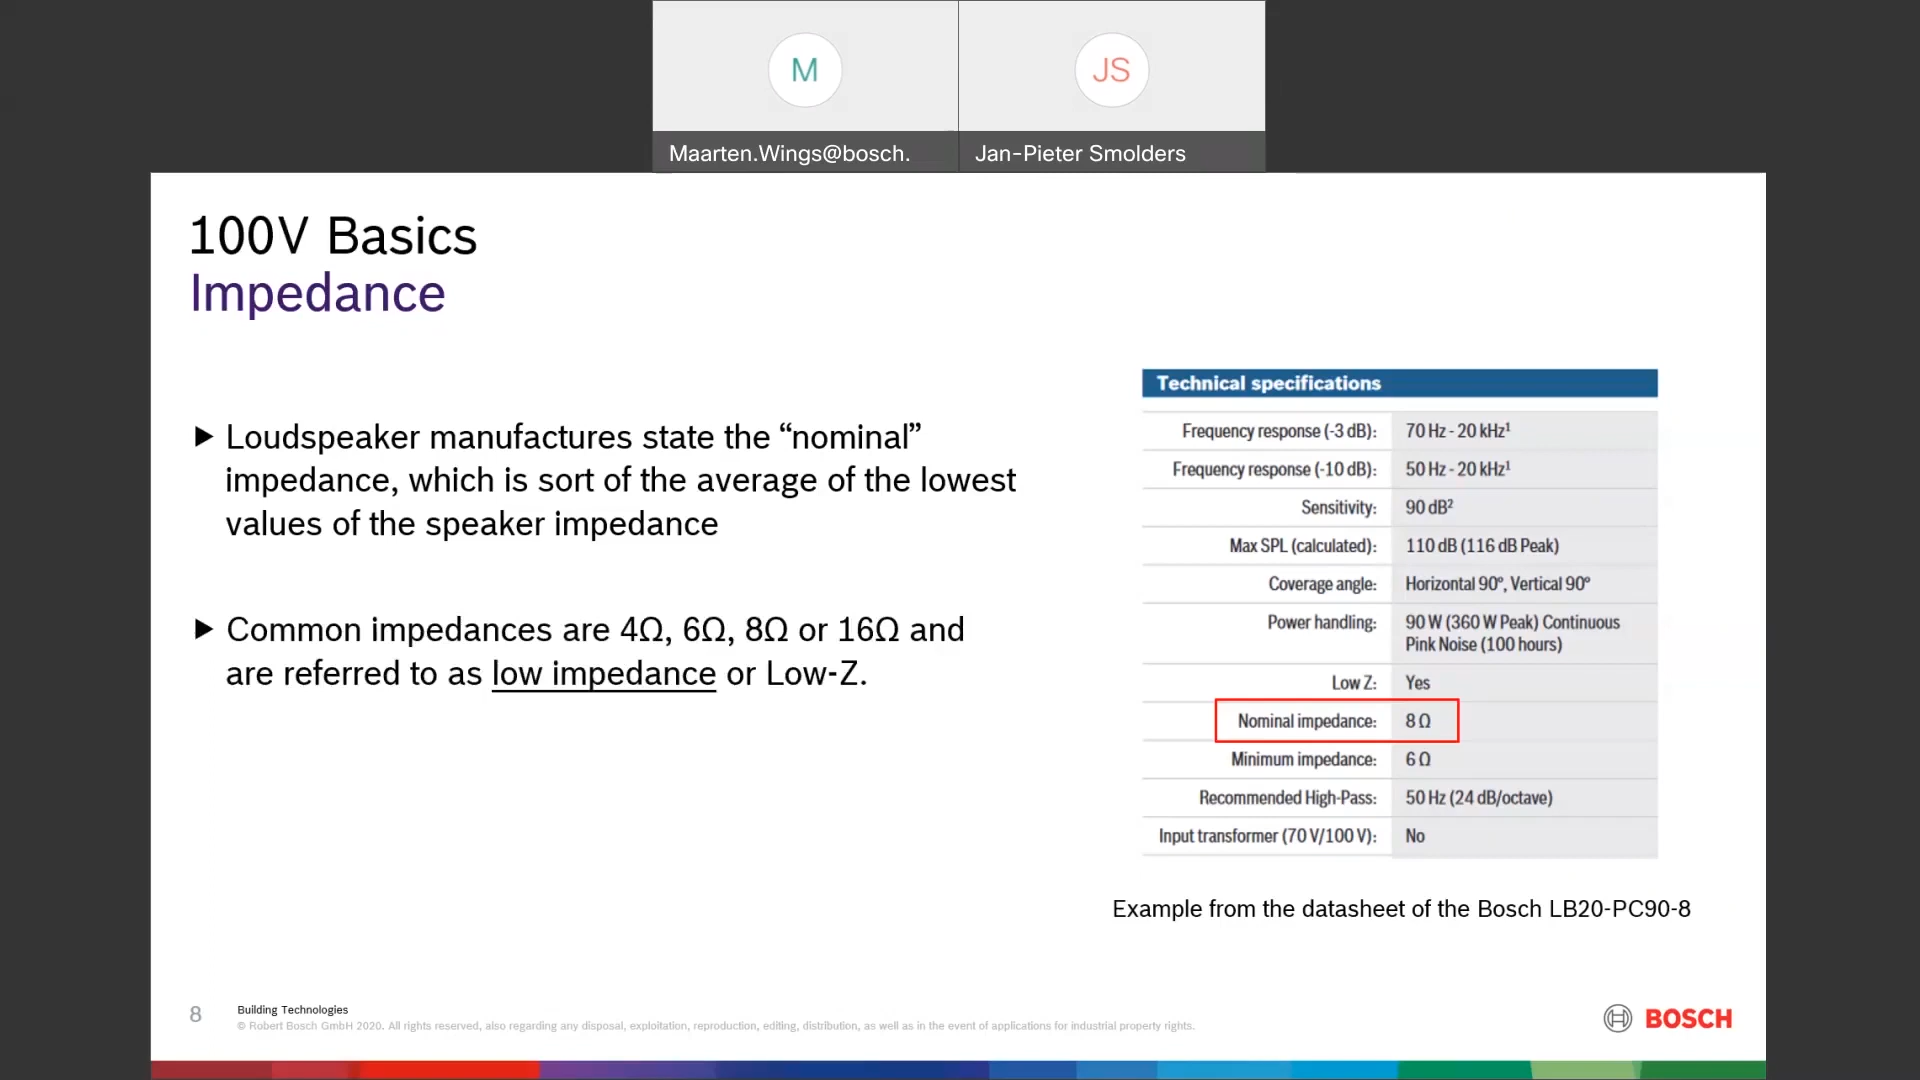 M
JS
Maarten.Wings@bosch.
Jan-Pieter Smolders
100V Basics
Impedance
► Loudspeaker manufactures state the “nominal”
impedance, which is sort of the average of the lowest
values of the speaker impedance
► Common impedances are 4Ω, 6Ω, 8Ω or 16Ω and
are referred to as low impedance or Low-Z.
Technical specifications
Frequency response (-3 dB): 70 Hz - 20 kHz¹
Frequency response (-10 dB): 50 Hz - 20 kHz¹
Sensitivity: 90 dB²
Max SPL (calculated): 110 dB (116 dB Peak)
Coverage angle: Horizontal 90º, Vertical 90º
Power handling: 90 W (360 W Peak) Continuous
Pink Noise (100 hours)
Low Z: Yes
Nominal impedance: 8 Ω
Minimum impedance: 6 Ω
Recommended High-Pass: 50 Hz (24 dB/octave)
Input transformer (70 V/100 V): No
Example from the datasheet of the Bosch LB20-PC90-8
8
Building Technologies
© Robert Bosch GmbH 2020. All rights reserved, also regarding any disposal, exploitation, reproduction, editing, distribution, as well as in the event of applications for industrial property rights.
BOSCH